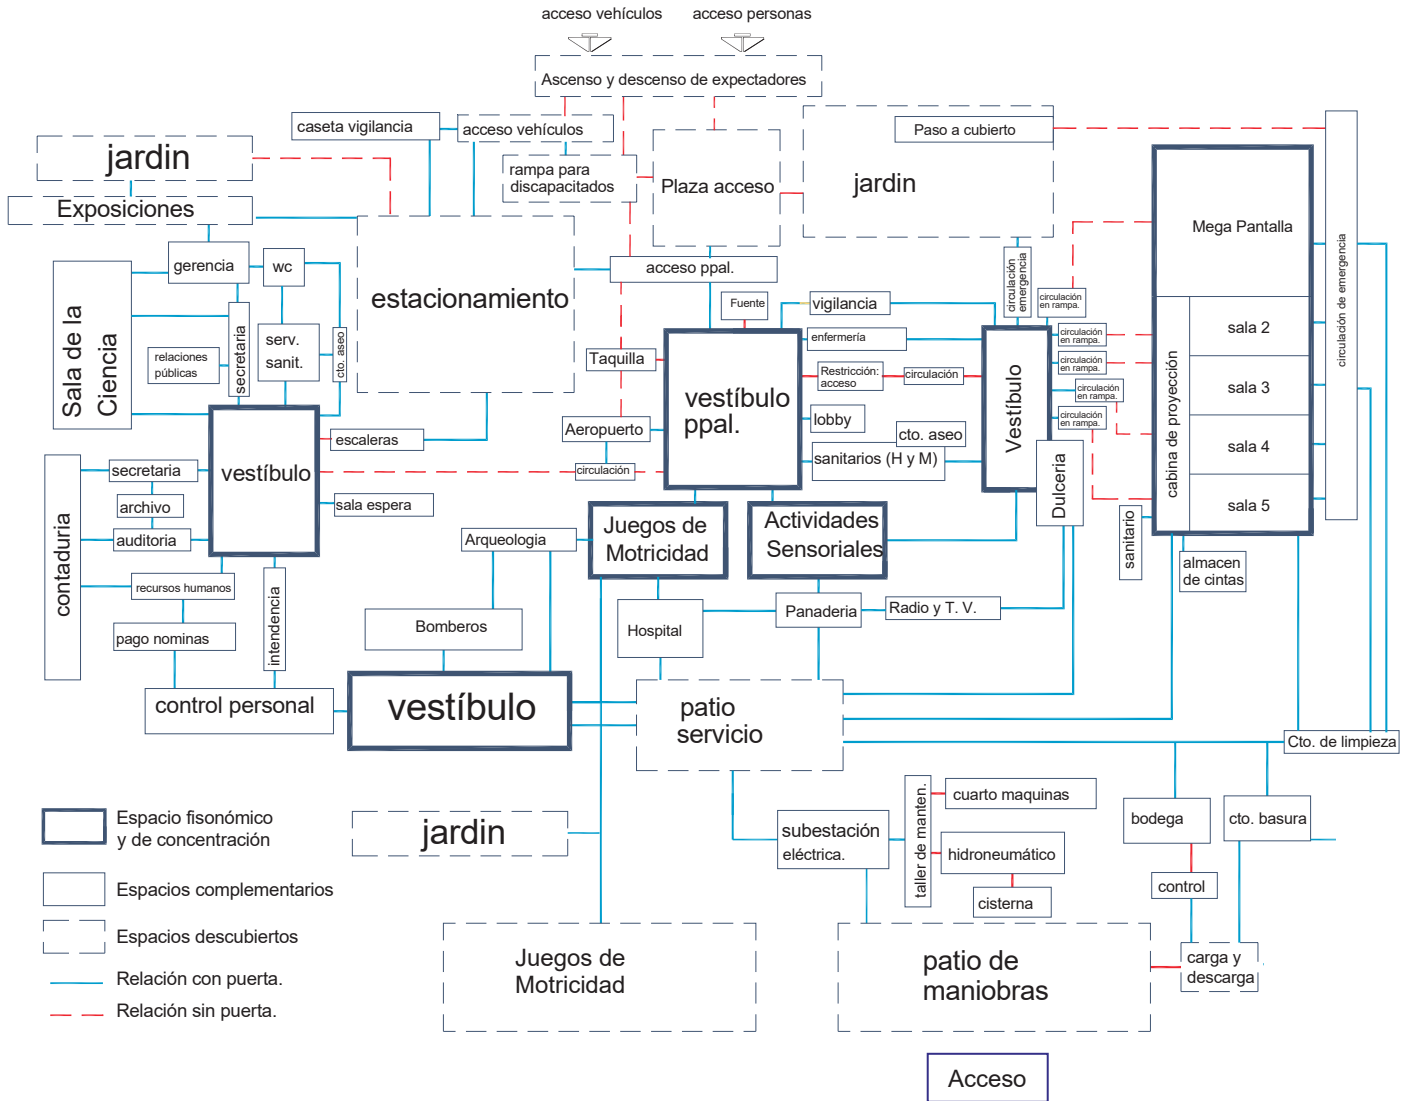 acceso vehículos
acceso personas
Ascenso y descenso de expectadores
caseta vigilancia
acceso vehículos
Paso a cubierto
jardin
rampa para
discapacitados
Plaza acceso
jardin
Exposiciones
Mega Pantalla
gerencia
wc
acceso ppal.
circulación
emergencia
circulación de emergencia
estacionamiento
Fuente
vigilancia
circulación
en rampa.
Sala de la
Ciencia
secretaria
serv.
sanit.
cto. aseo
enfermería
circulación
en rampa.
sala 2
relaciones
públicas
Taquilla
Restricción:
acceso
circulación
circulación
en rampa.
circulación
en rampa.
sala 3
vestíbulo
ppal.
Vestíbulo
lobby
circulación
en rampa.
cabina de proyección
escaleras
Aeropuerto
cto. aseo
sala 4
secretaria
vestíbulo
circulación
sanitarios (H y M)
Dulceria
archivo
sala espera
sala 5
auditoria
Arqueologia
Juegos de
Motricidad
Actividades
Sensoriales
sanitario
almacen
de cintas
contaduria
recursos humanos
intendencia
Bomberos
Hospital
Panaderia
Radio y T. V.
pago nominas
control personal
vestíbulo
patio
servicio
Cto. de limpieza
Espacio fisonómico
y de concentración
jardin
subestación
eléctrica.
taller de manten.
cuarto maquinas
bodega
cto. basura
hidroneumático
Espacios complementarios
cisterna
control
Espacios descubiertos
Juegos de
Motricidad
patio de
maniobras
carga y
descarga
Relación con puerta.
Relación sin puerta.
Acceso